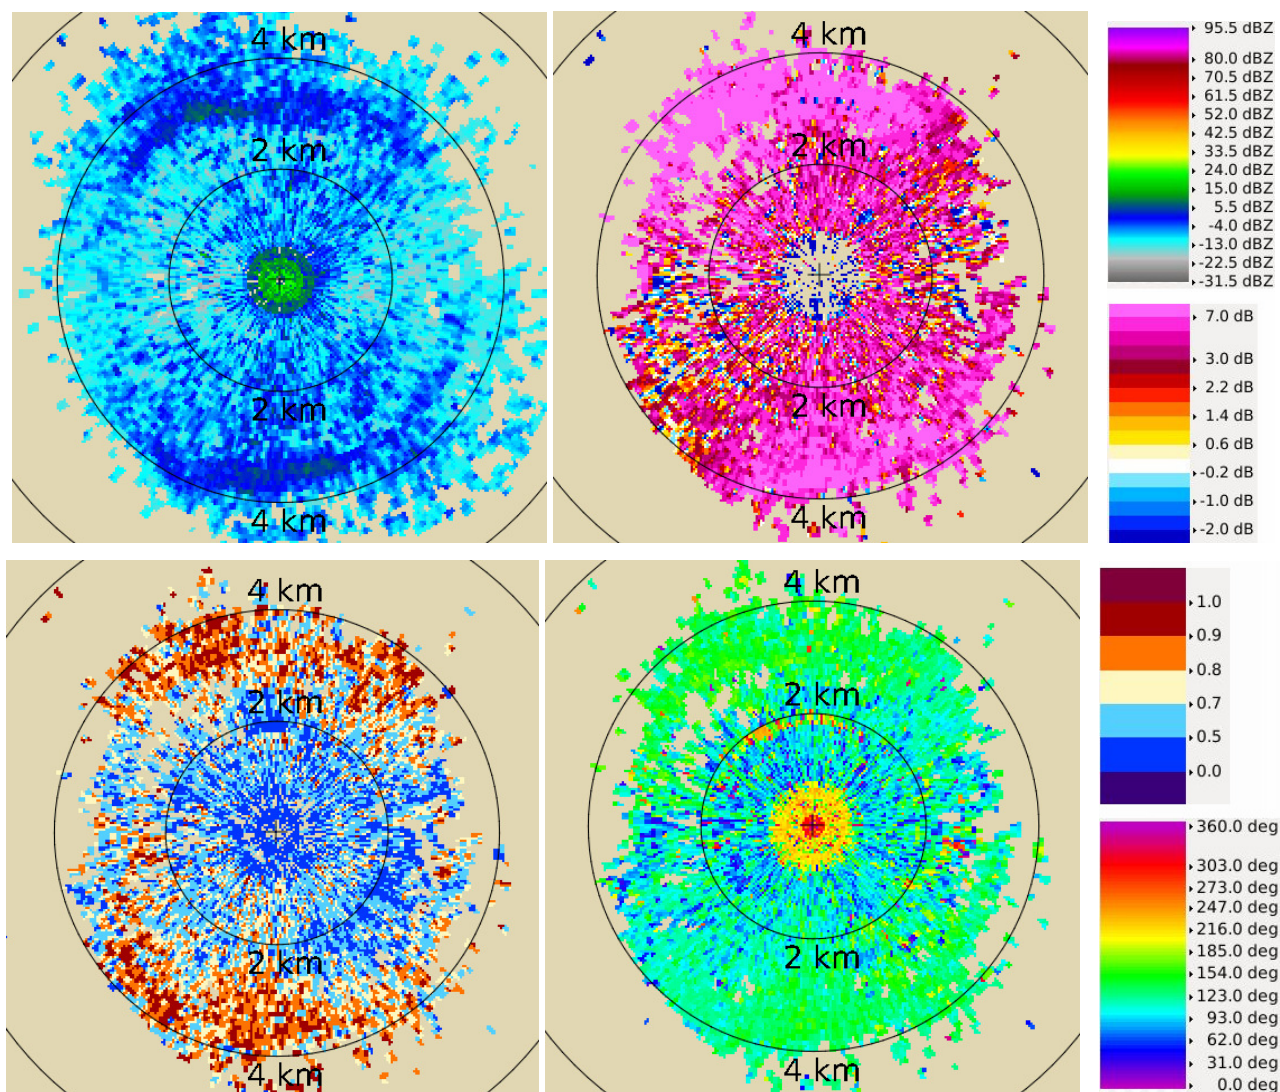 4 km
2 km
2 km
4 km
4 km
2 km
2 km
4 km
95.5 dBZ
80.0 dBZ
70.5 dBZ
61.5 dBZ
52.0 dBZ
42.5 dBZ
33.5 dBZ
24.0 dBZ
15.0 dBZ
5.5 dBZ
-4.0 dBZ
-13.0 dBZ
-22.5 dBZ
-31.5 dBZ
7.0 dB
3.0 dB
2.2 dB
1.4 dB
0.6 dB
-0.2 dB
-1.0 dB
-2.0 dB
4 km
2 km
2 km
4 km
4 km
2 km
2 km
4 km
1.0
0.9
0.8
0.7
0.5
0.0
360.0 deg
303.0 deg
273.0 deg
247.0 deg
216.0 deg
185.0 deg
154.0 deg
123.0 deg
93.0 deg
62.0 deg
31.0 deg
0.0 deg